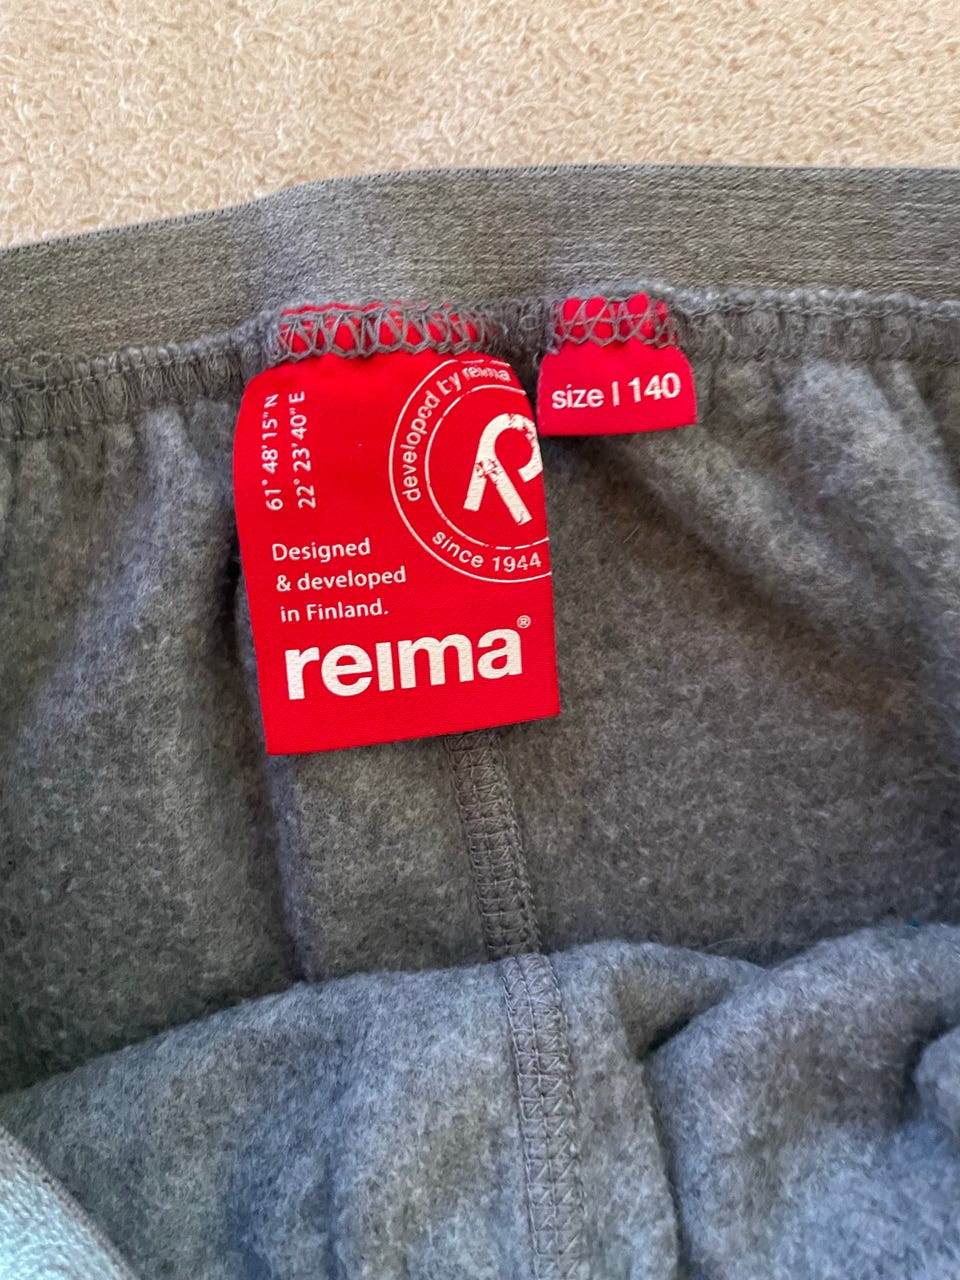 61° 48' 15" N
22° 23' 40" E
developed by reima
since 1944
Designed
& developed
in Finland.
reima®
size | 140